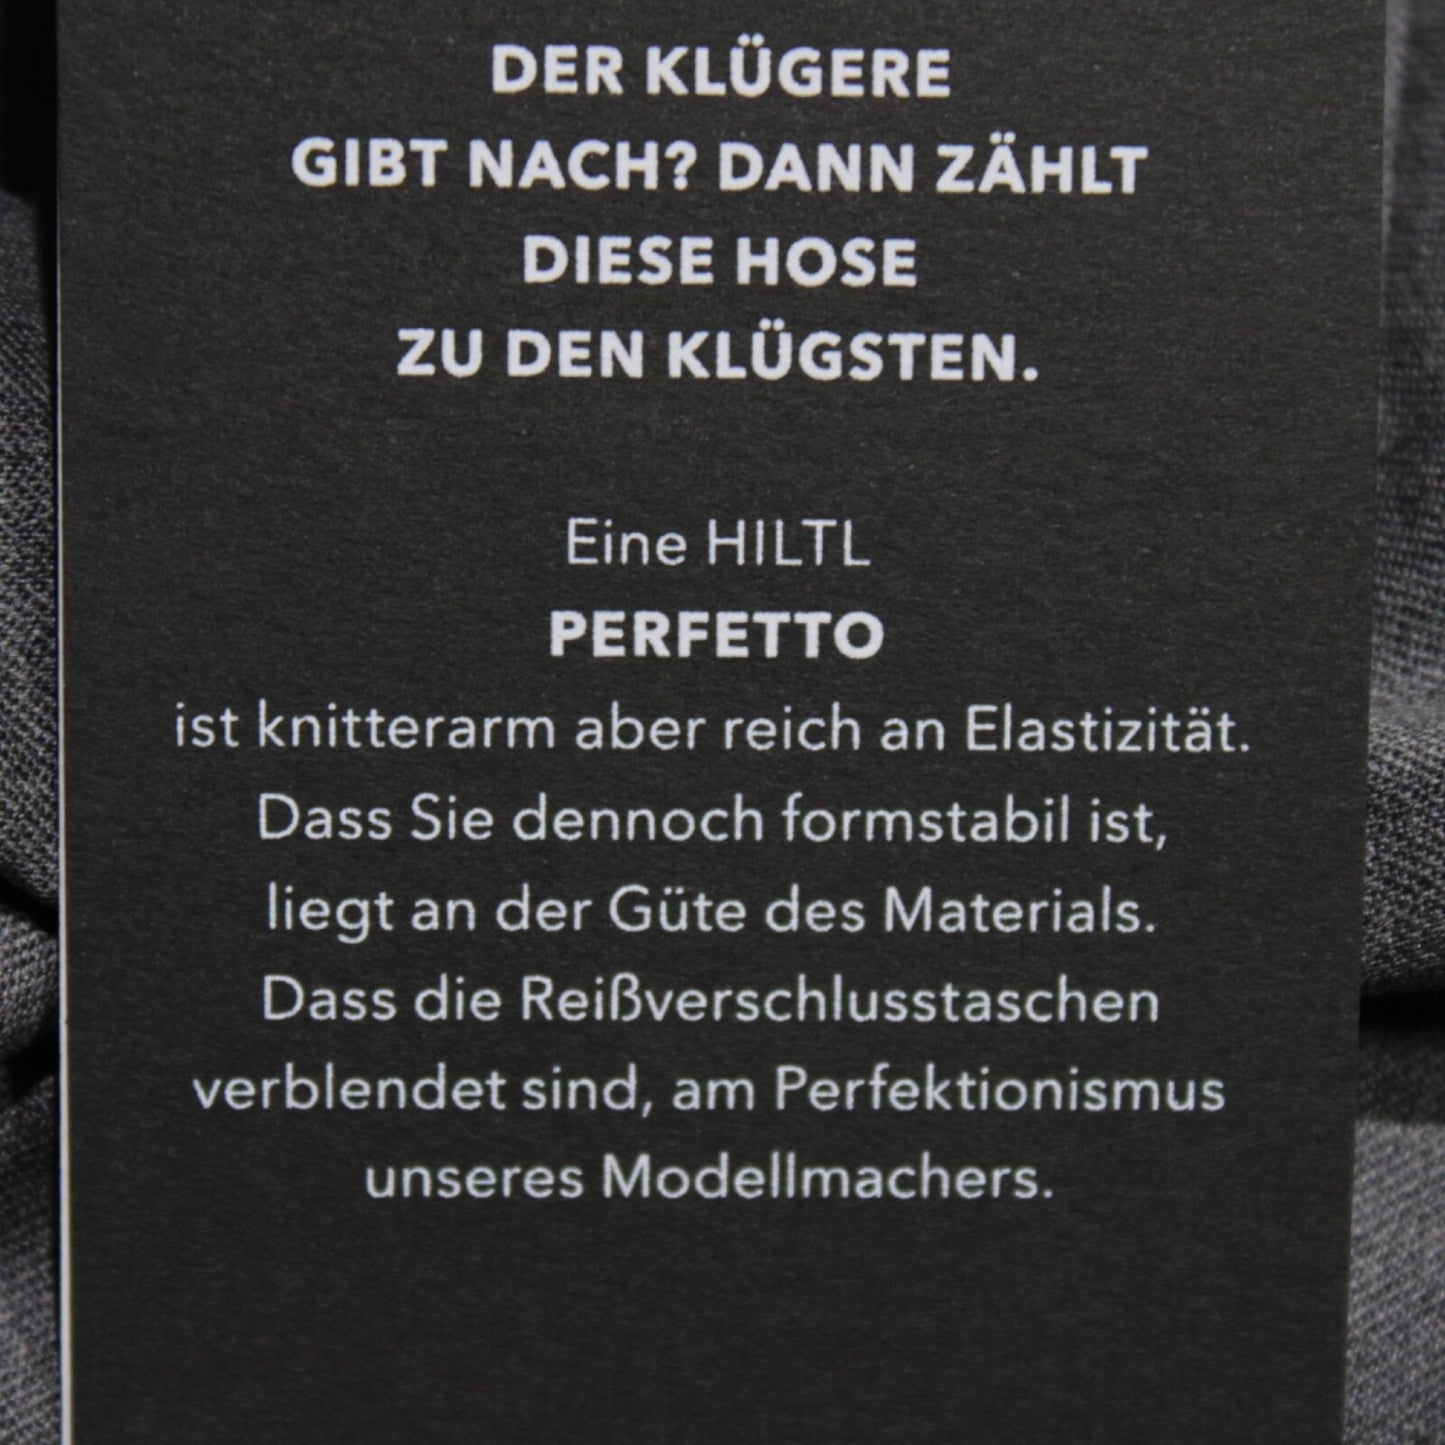 DER KLÜGERE
GIBT NACH? DANN ZÄHLT
DIESE HOSE
ZU DEN KLÜGSTEN.
Eine HILTL
PERFETTO
ist knitterarm aber reich an Elastizität.
Dass Sie dennoch formstabil ist,
liegt an der Güte des Materials.
Dass die Reißverschlusstaschen
verblendet sind, am Perfektionismus
unseres Modellmachers.